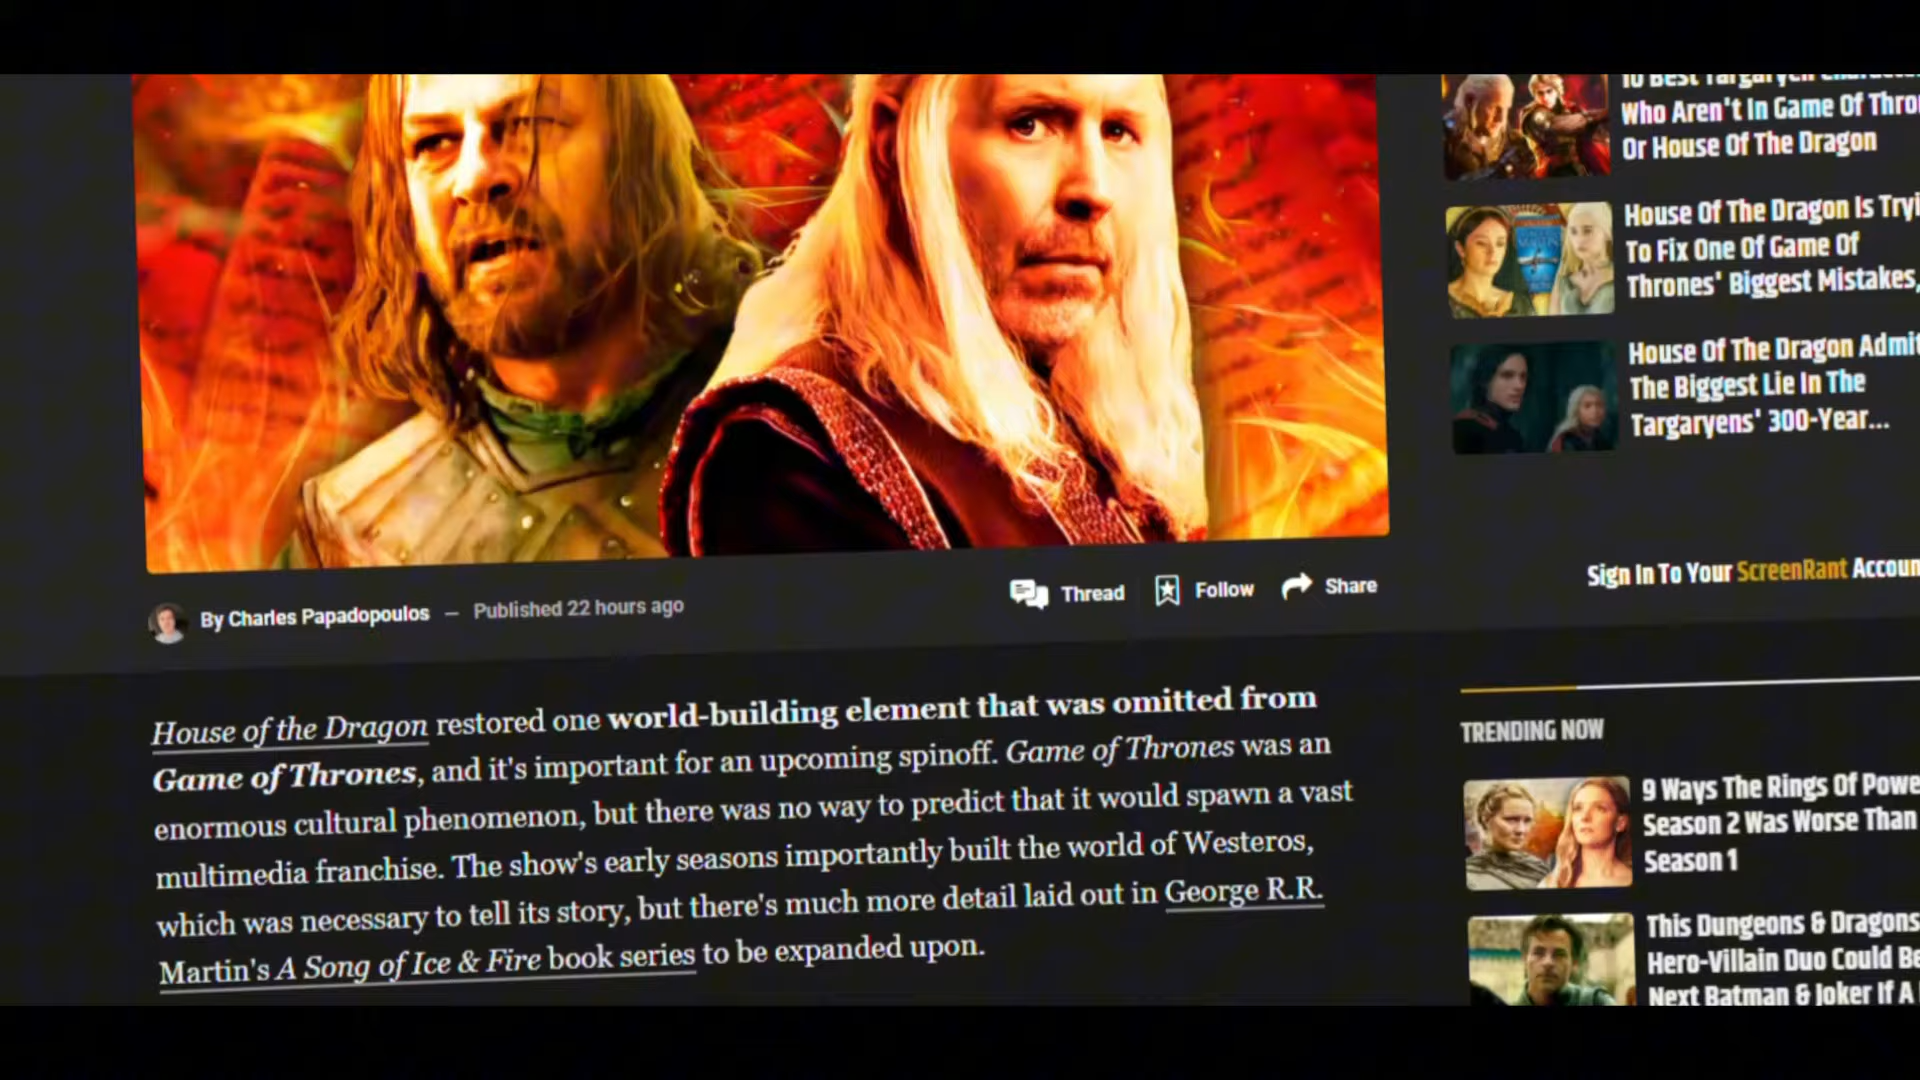 By Charles Papadopoulos — Published 22 hours ago
Thread
Follow
Share
House of the Dragon restored one world-building element that was omitted from
Game of Thrones, and it's important for an upcoming spinoff. Game of Thrones was an
enormous cultural phenomenon, but there was no way to predict that it would spawn a vast
multimedia franchise. The show's early seasons importantly built the world of Westeros,
which was necessary to tell its story, but there's much more detail laid out in George R.R.
Martin's A Song of Ice & Fire book series to be expanded upon.
10 Best Targaryen
Who Aren't In Game Of
Or House Of The Dragon
House Of The Dragon Is
To Fix One Of Game Of
Thrones' Biggest Mistakes,
House Of The Dragon
The Biggest Lie In The
Targaryens' 300-Year...
Sign In To Your ScreenRant
TRENDING NOW
9 Ways The Rings Of
Season 2 Was Worse Than
Season 1
This Dungeons & Dragons
Hero-Villain Duo Could
Next Batman & Joker If A